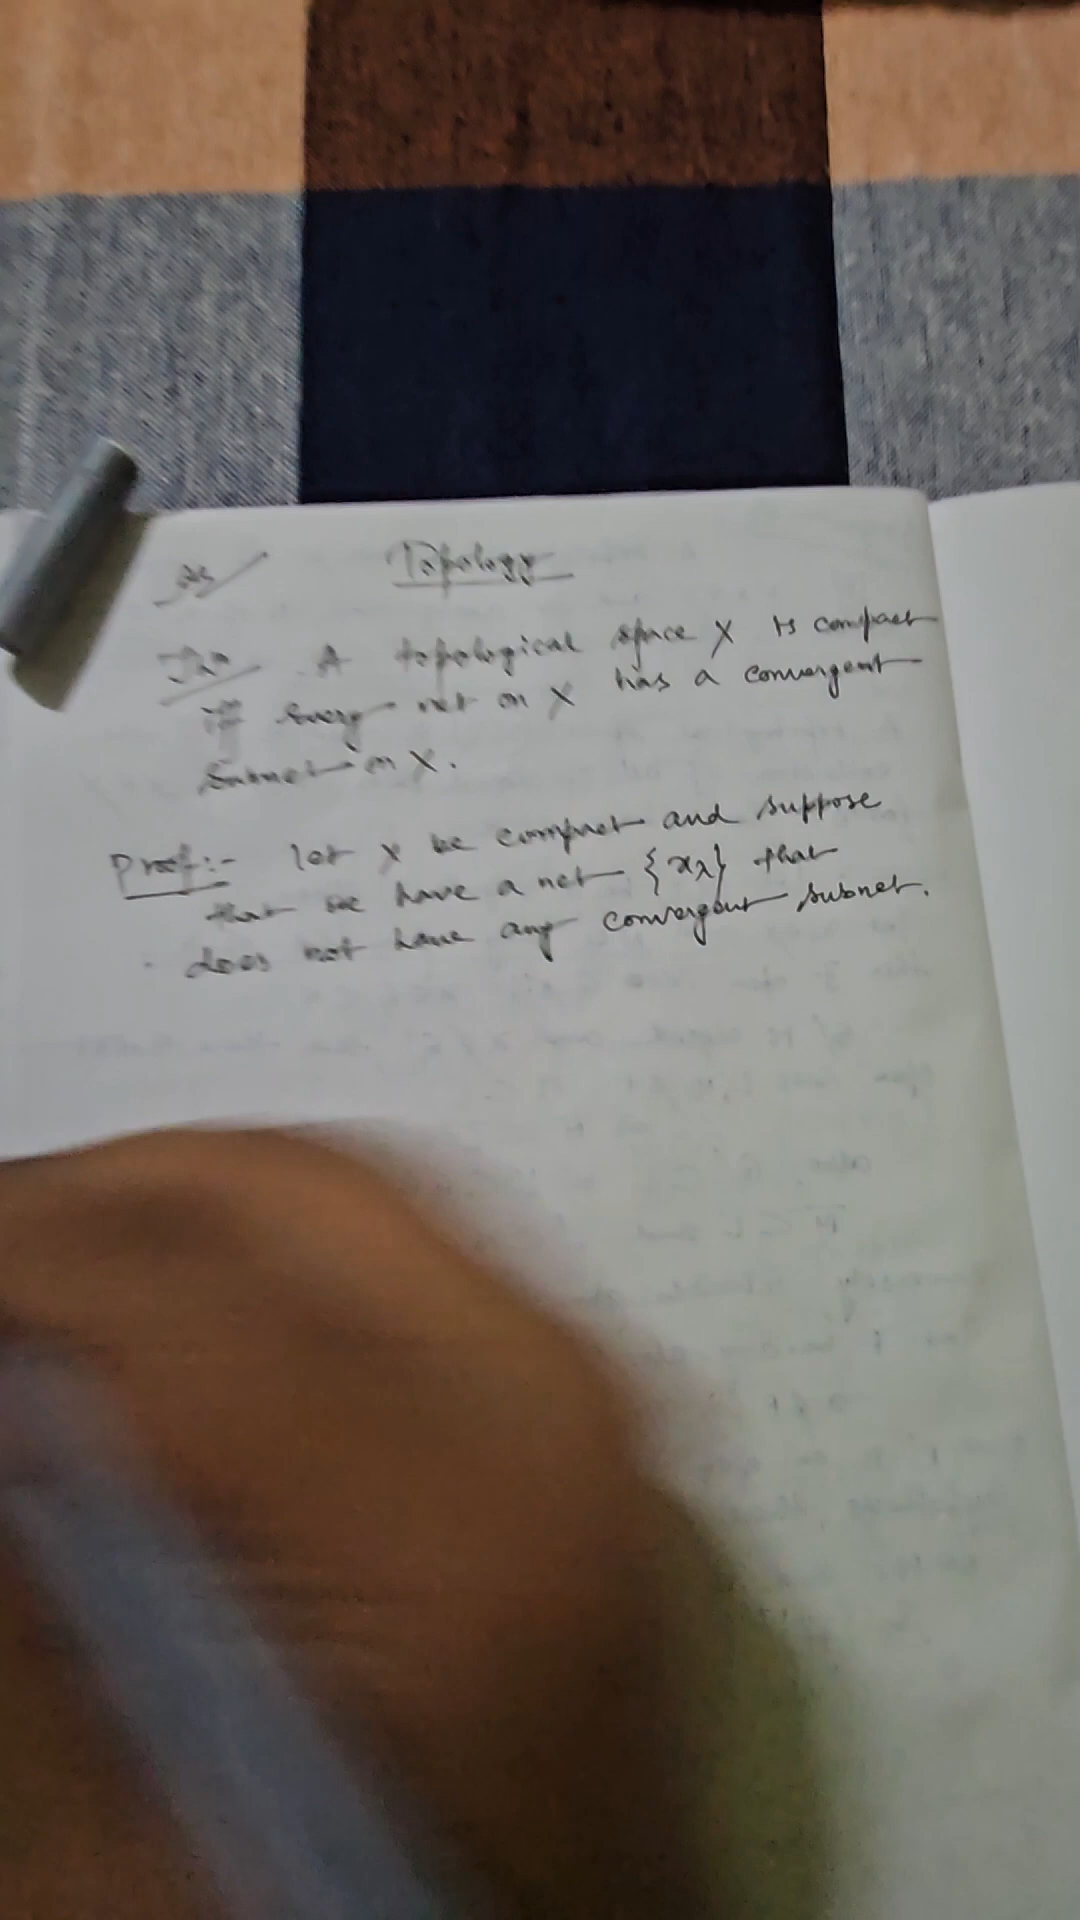 Topology
Thm A topological space X is compact
iff every net on X has a convergent
subnet on X.
Proof:- let X be compact and suppose
that we have a net {xλ} that
does not have any convergent subnet.